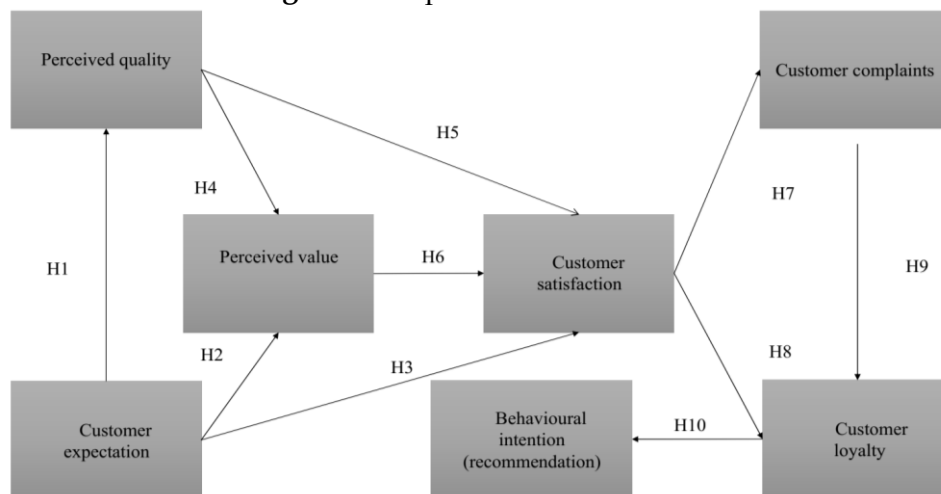 Perceived quality
Customer complaints
H5
H4
H7
H1
Perceived value
H6
Customer
satisfaction
H9
H2
H3
H8
Customer
expectation
Behavioural
intention
(recommendation)
H10
Customer
loyalty